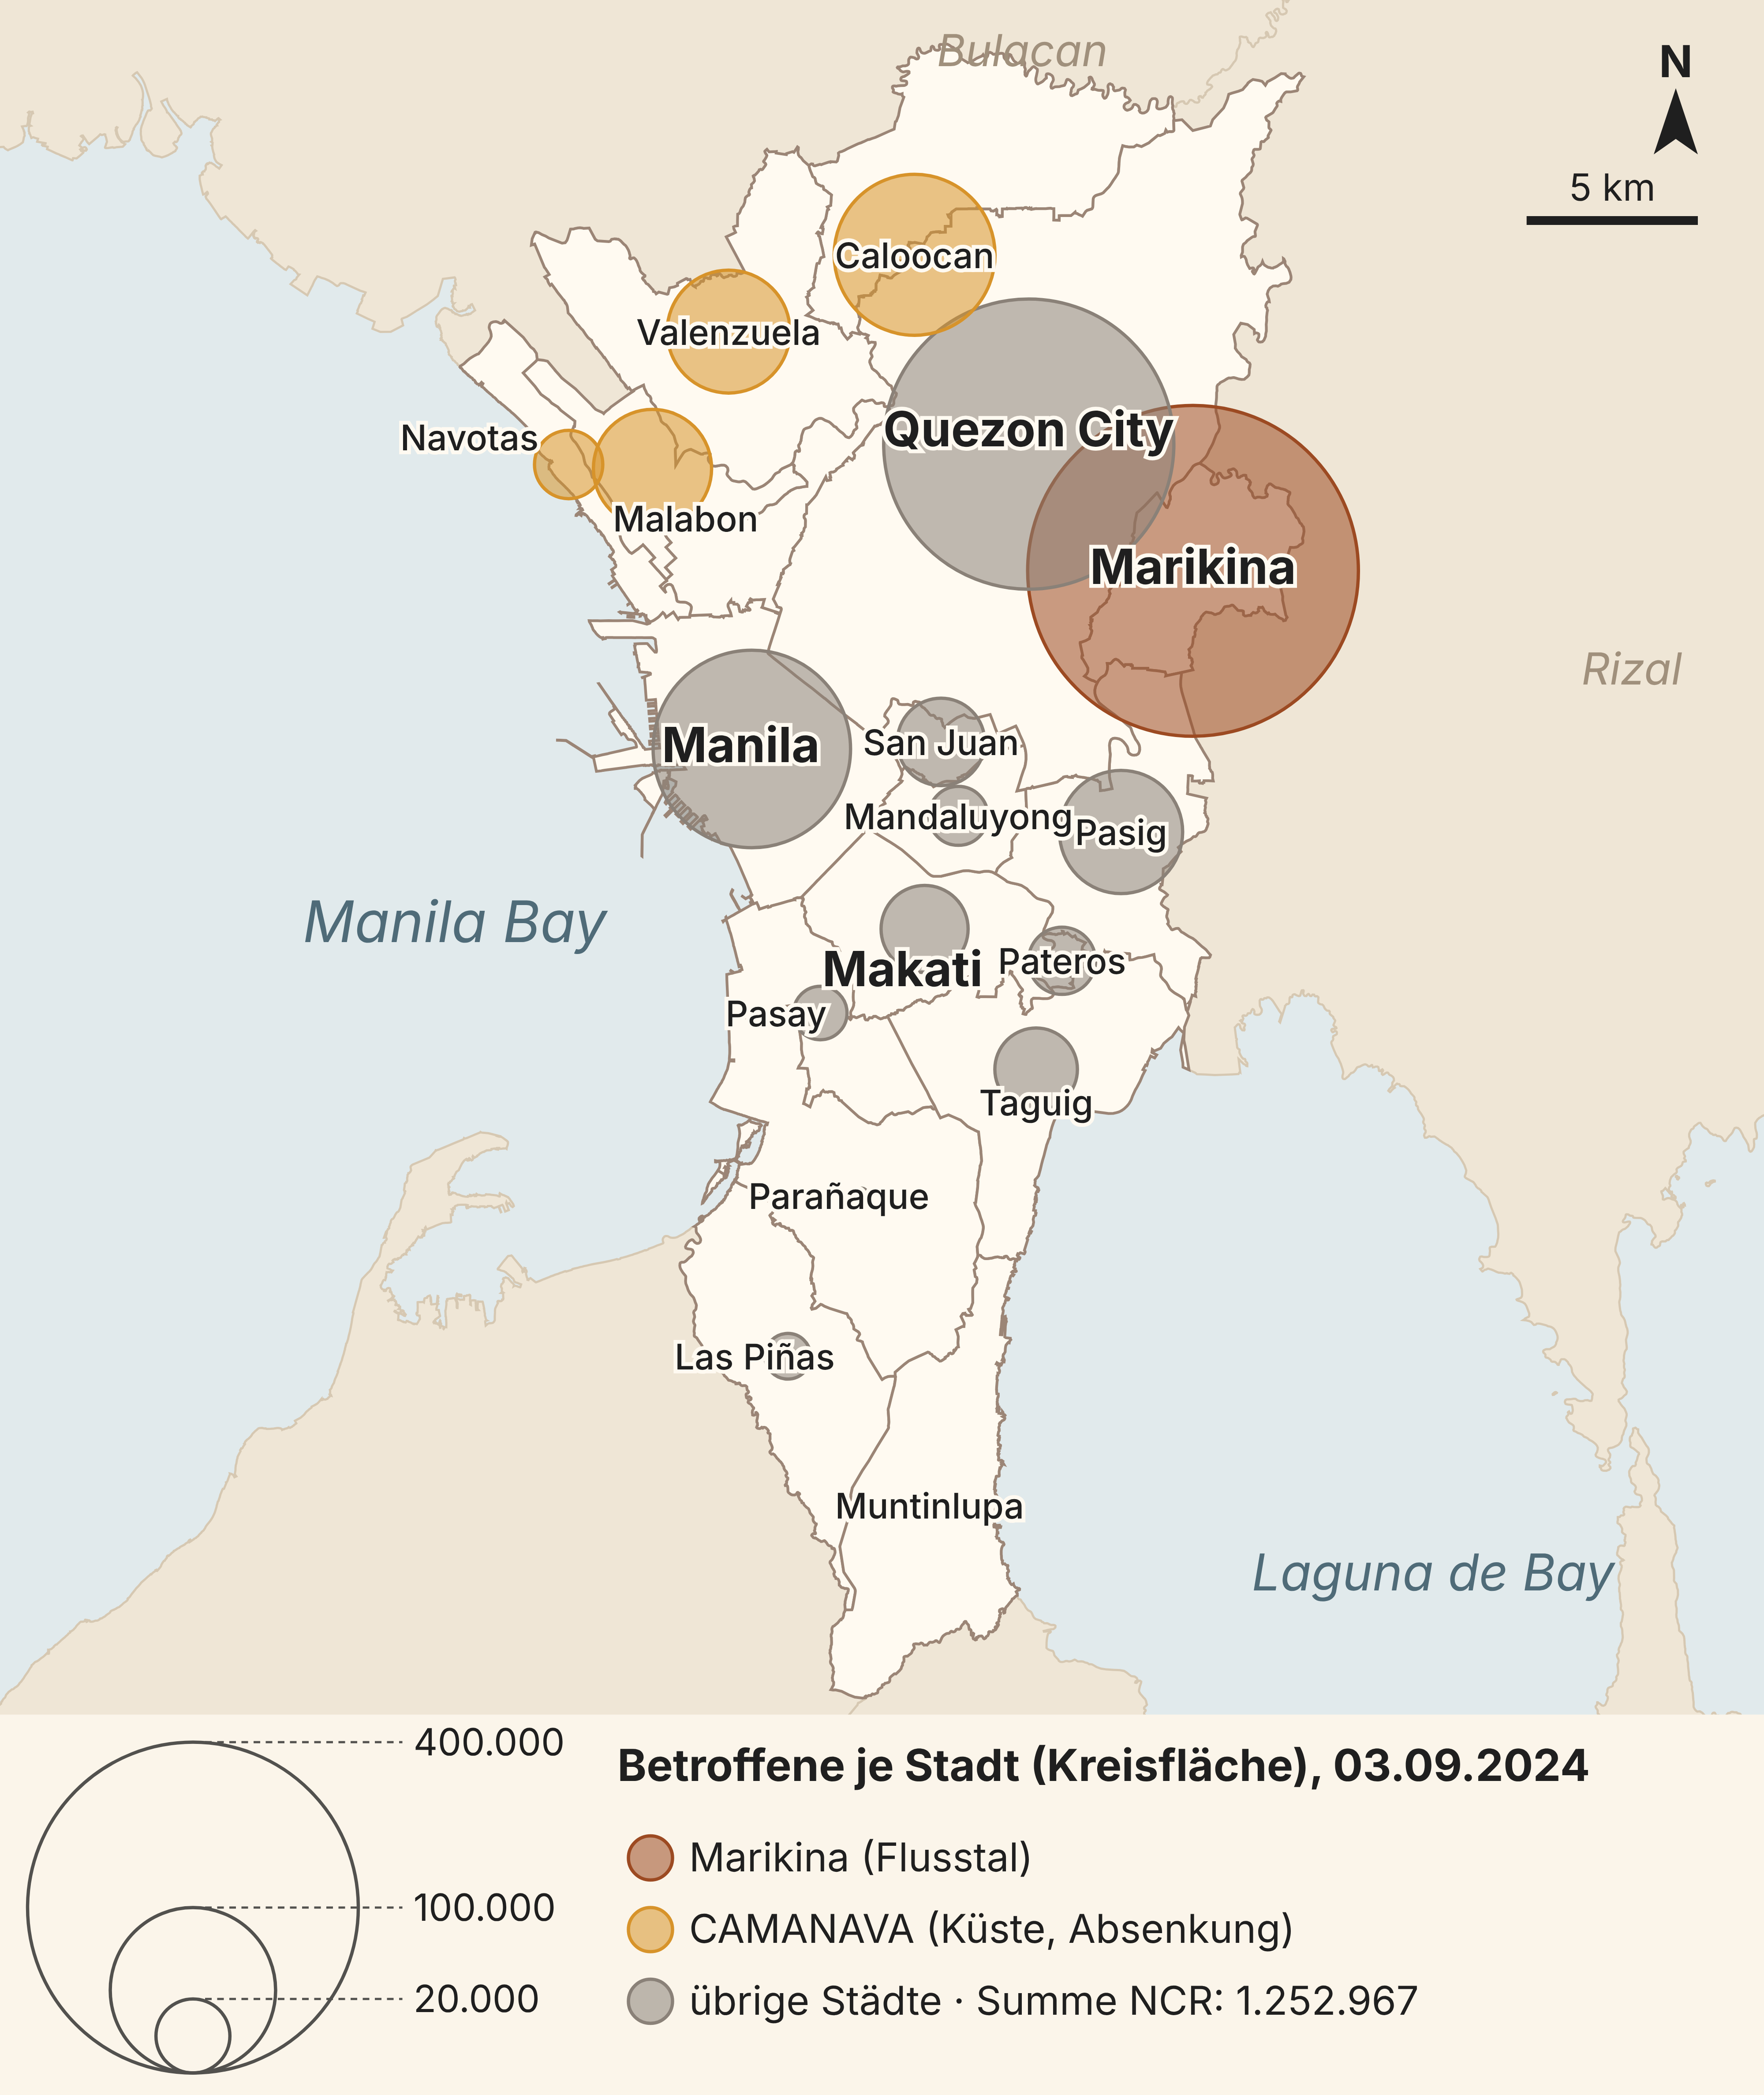 Bulacan
N
5 km
Caloocan
Valenzuela
Quezon City
Navotas
Malabon
Marikina
Rizal
Manila
San Juan
Mandaluyong
Pasig
Manila Bay
Makati
Pateros
Pasay
Taguig
Parañaque
Las Piñas
Muntinlupa
Laguna de Bay
400.000
100.000
20.000
Betroffene je Stadt (Kreisfläche), 03.09.2024
Marikina (Flusstal)
CAMANAVA (Küste, Absenkung)
übrige Städte · Summe NCR: 1.252.967